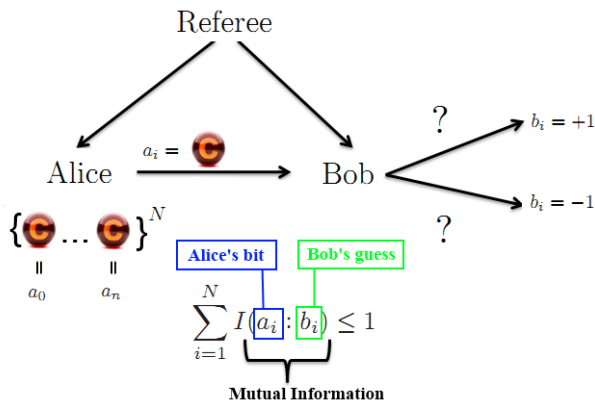 Referee
?
b_i = +1
a_i = C
Alice
Bob
b_i = −1
{ C ... C }^N
?
= =
a_0 a_n
Alice's bit
Bob's guess
\sum_{i=1}^{N} I(a_i : b_i) ≤ 1
Mutual Information